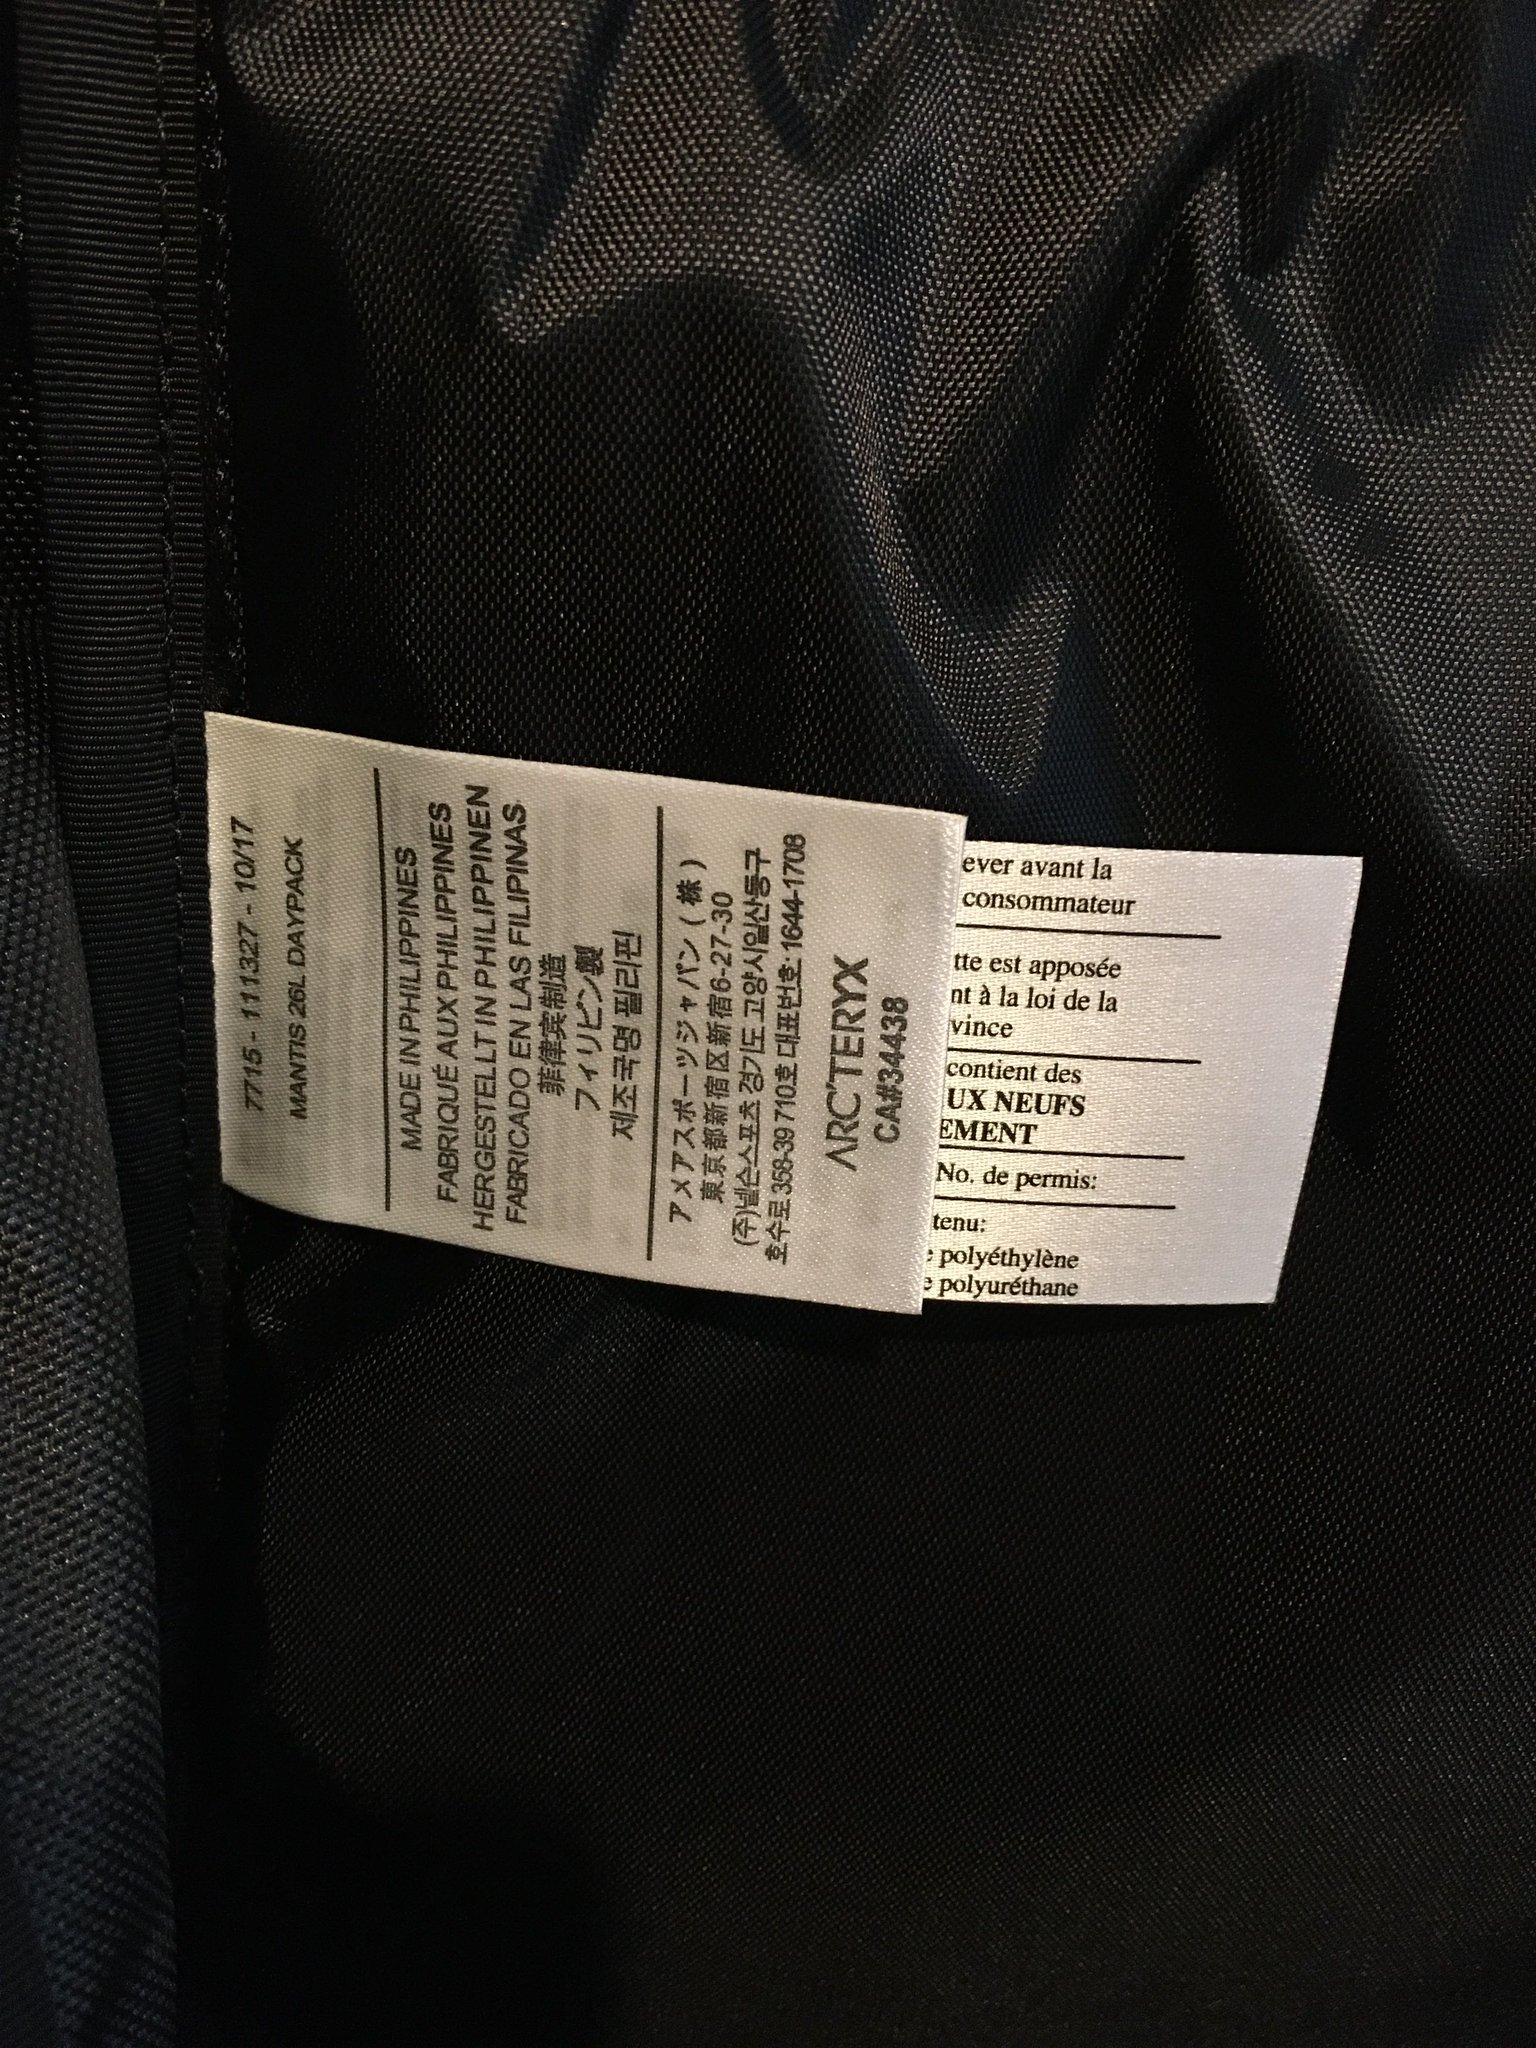 7715 - 111327 - 10/17
MANTIS 26L DAYPACK
MADE IN PHILIPPINES
FABRIQUÉ AUX PHILIPPINES
HERGESTELLT IN PHILIPPINEN
FABRICADO EN LAS FILIPINAS
菲律宾制造
フィリピン製
제조국명 필리핀
アメアスポーツジャパン (株)
東京都新宿区新宿6-27-30
(주)넬슨스포츠 경기도 고양시일산동구
호수로 358-39 710호 대표번호: 1644-1708
ARC'TERYX
CA#34438
ever avant la
consommateur
tte est apposée
nt à la loi de la
vince
contient des
UX NEUFS
EMENT
No. de permis:
tenu:
e polyéthylène
e polyuréthane